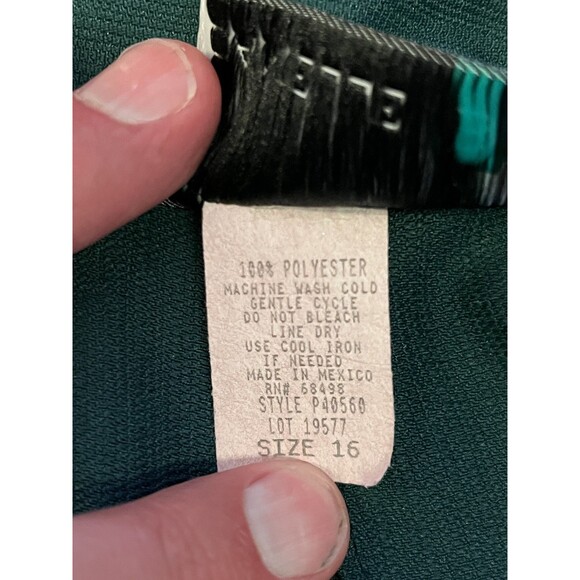 100% POLYESTER
MACHINE WASH COLD
GENTLE CYCLE
DO NOT BLEACH
LINE DRY
USE COOL IRON
IF NEEDED
MADE IN MEXICO
RN# 68498
STYLE P40560
LOT 19577
SIZE 16